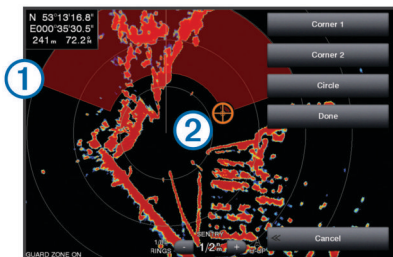 N 53°13'16.8"
E000°35'30.5"
241m 72.2°
Corner 1
Corner 2
Circle
Done
Cancel
1
2
SENTRY
RINGS
- 1/2 +
GUARD ZONE ON